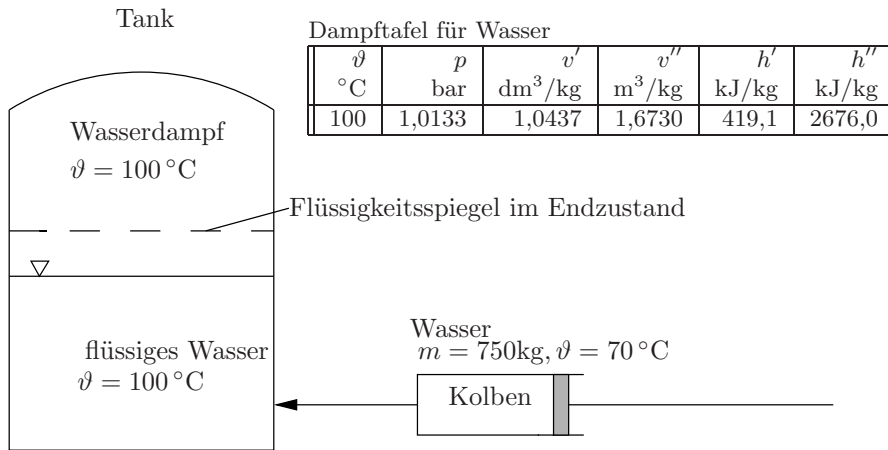 Tank
Dampftafel für Wasser
ϑ p v′ v″ h′ h″
°C bar dm³/kg m³/kg kJ/kg kJ/kg
100 1,0133 1,0437 1,6730 419,1 2676,0
Wasserdampf
ϑ = 100 °C
Flüssigkeitsspiegel im Endzustand
flüssiges Wasser
ϑ = 100 °C
Wasser
m = 750kg, ϑ = 70 °C
Kolben